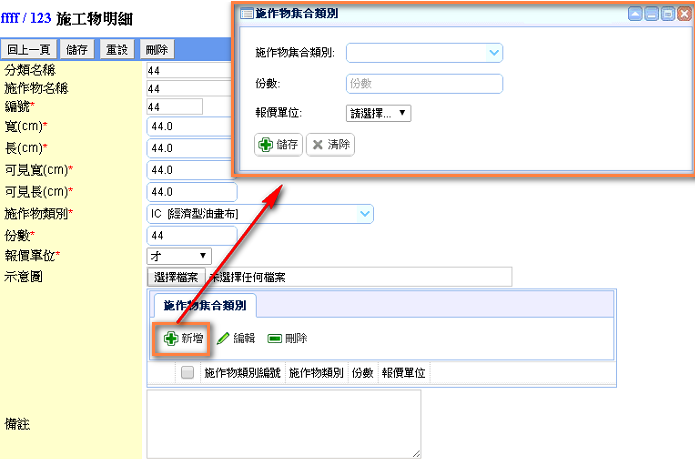 ffff / 123 施工物明細
回上一頁 儲存 重設 刪除
分類名稱 44
施作物名稱 44
編號* 44
寬(cm)* 44.0
長(cm)* 44.0
可見寬(cm)* 44.0
可見長(cm)* 44.0
施作物類別* IC [經濟型油畫布]
份數* 44
報價單位* 才
示意圖 選擇檔案 未選擇任何檔案
施作物集合類別
新增 編輯 刪除
施作物類別編號 施作物類別 份數 報價單位
備註
施作物集合類別
施作物集合類別:
份數: 份數
報價單位: 請選擇...
儲存 清除